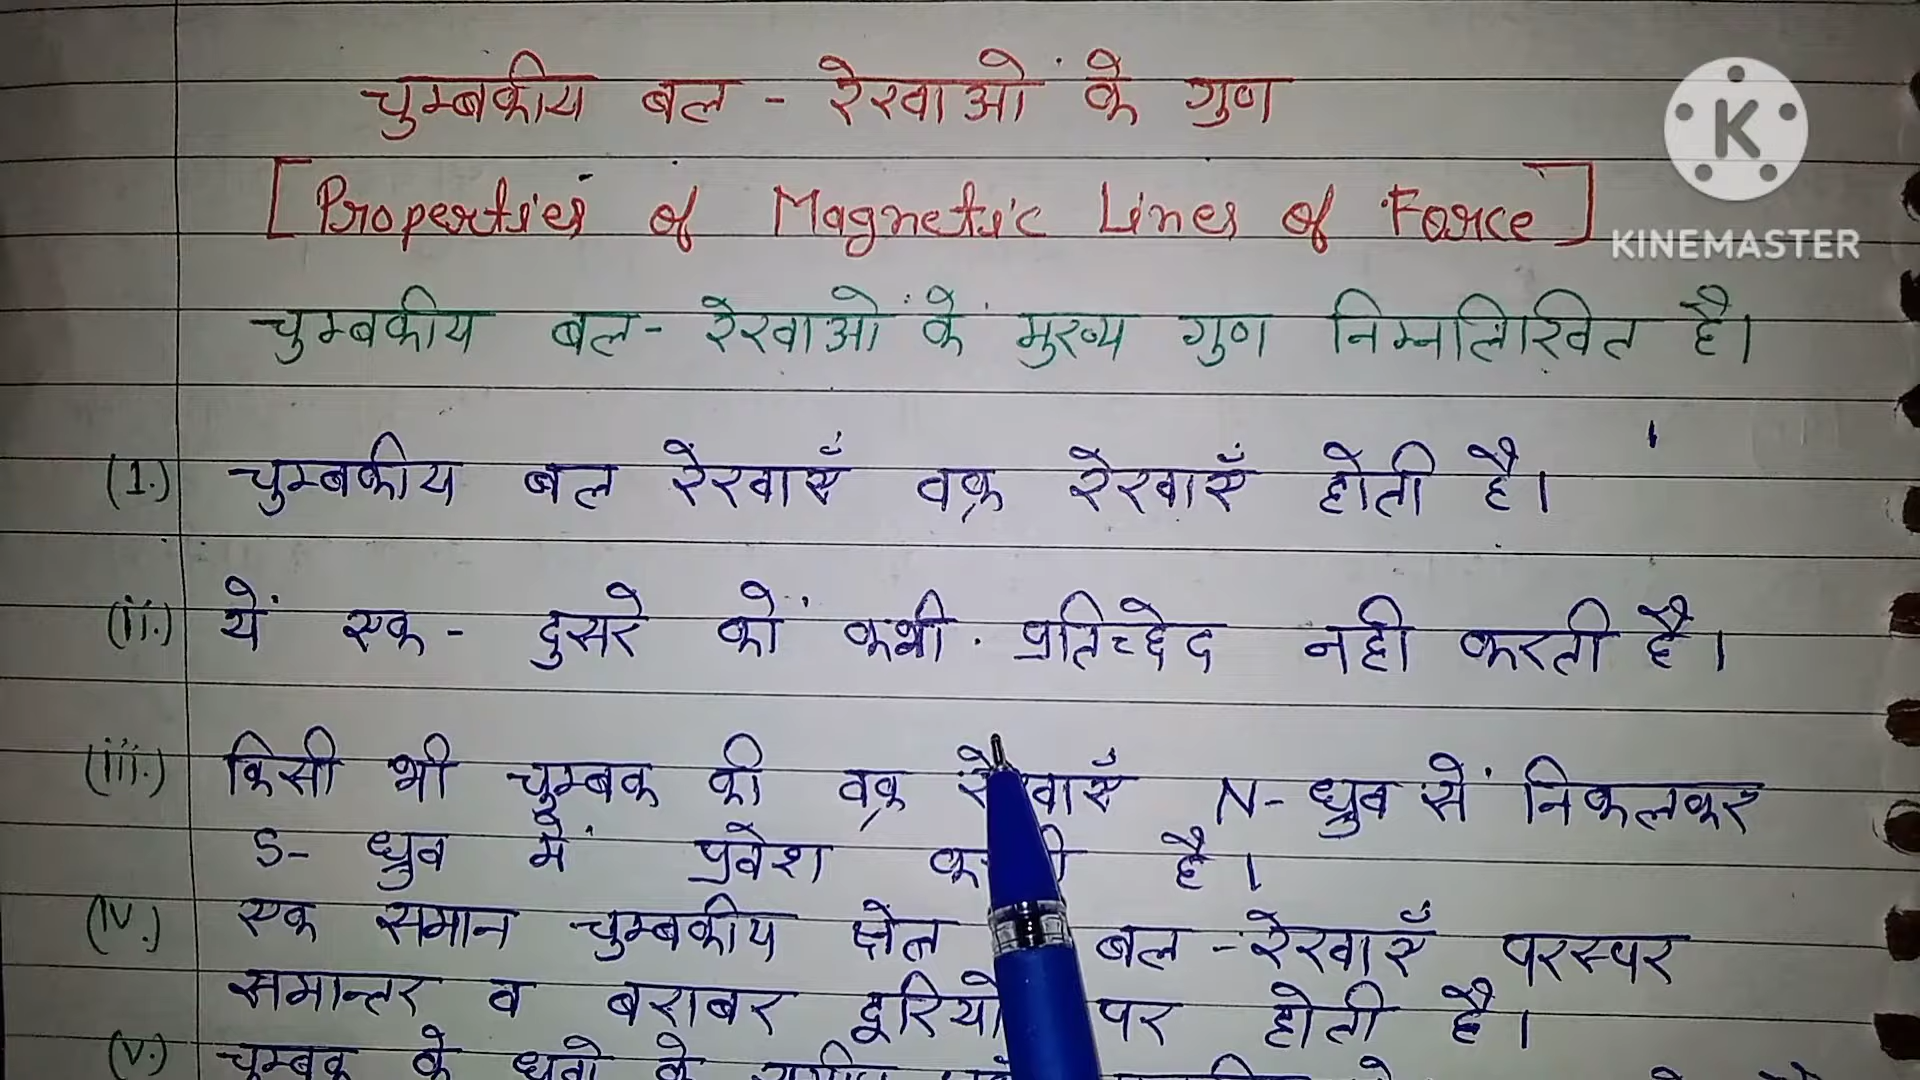 चुम्बकीय बल - रेखाओं के गुण
[Properties of Magnetic Lines of Force]
K
KINEMASTER
चुम्बकीय बल - रेखाओं के मुख्य गुण निम्नलिखित है।
(1.) चुम्बकीय बल रेखाएँ वक्र रेखाएँ होती है।
(ii.) यें एक - दुसरे कों कभी प्रतिच्छेद नही करती है।
(iii.) किसी भी चुम्बक की वक्र रेखाएँ N- ध्रुव सें निकलकर
S- ध्रुव में प्रवेश है।
(iv.) एक समान चुम्बकीय क्षेत बल - रेखाएँ परस्पर
समान्तर व बराबर दूरियो पर होती है।
(v.) चुम्बक के